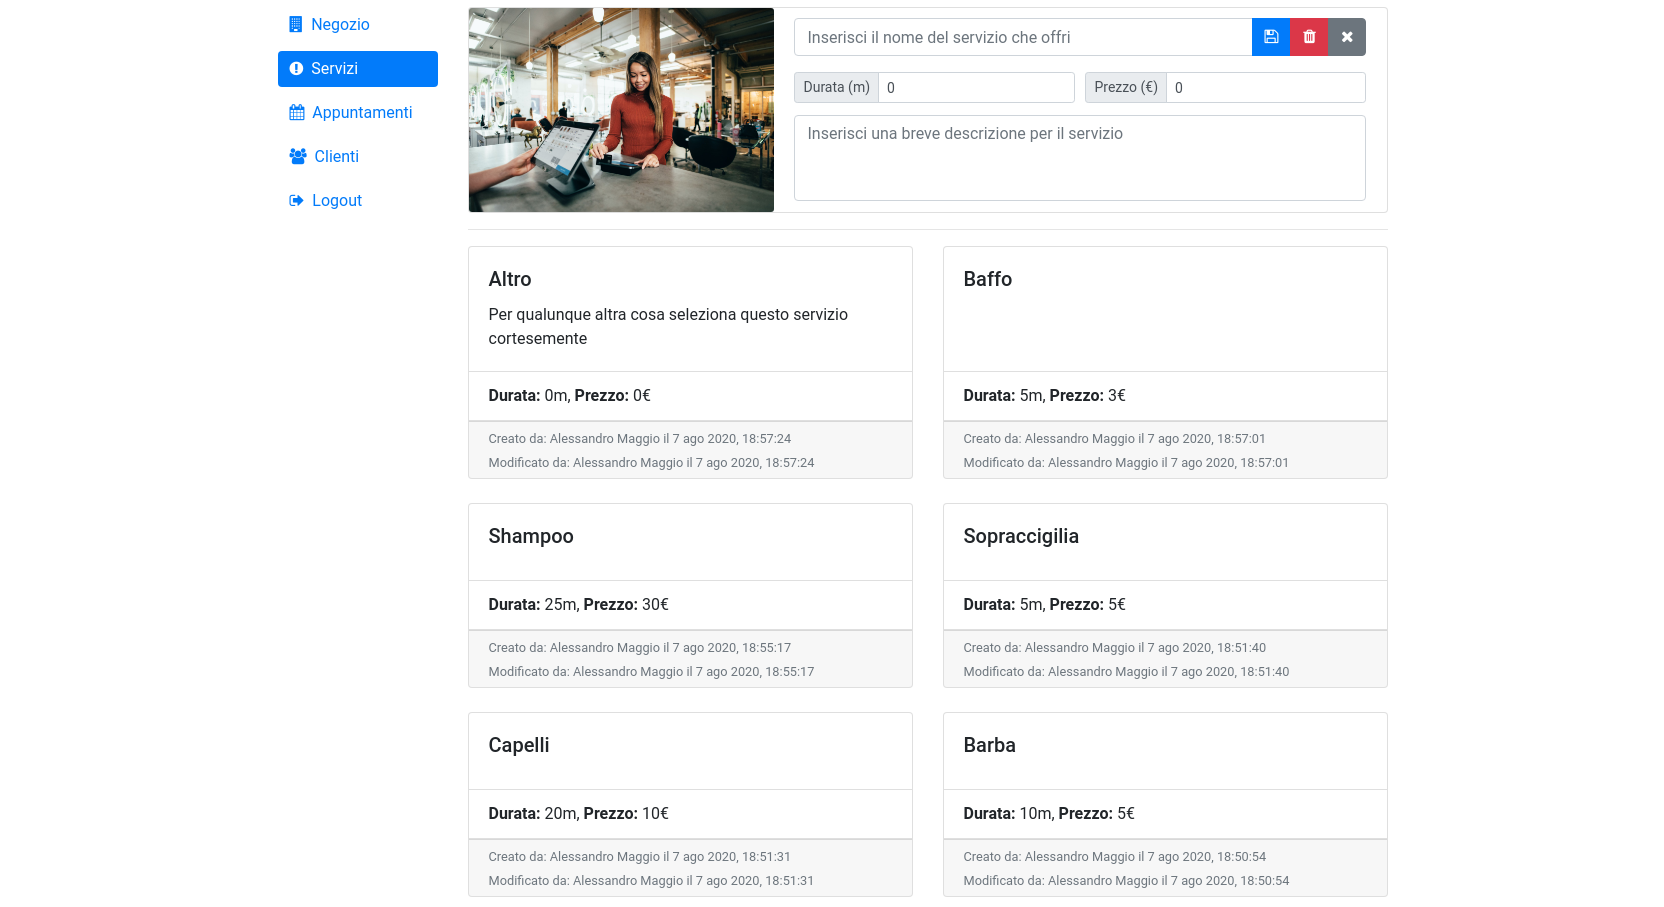 Negozio
Servizi
Appuntamenti
Clienti
Logout
Inserisci il nome del servizio che offri
Durata (m) 0 Prezzo (€) 0
Inserisci una breve descrizione per il servizio
Altro
Per qualunque altra cosa seleziona questo servizio
cortesemente
Durata: 0m, Prezzo: 0€
Creato da: Alessandro Maggio il 7 ago 2020, 18:57:24
Modificato da: Alessandro Maggio il 7 ago 2020, 18:57:24
Baffo
Durata: 5m, Prezzo: 3€
Creato da: Alessandro Maggio il 7 ago 2020, 18:57:01
Modificato da: Alessandro Maggio il 7 ago 2020, 18:57:01
Shampoo
Durata: 25m, Prezzo: 30€
Creato da: Alessandro Maggio il 7 ago 2020, 18:55:17
Modificato da: Alessandro Maggio il 7 ago 2020, 18:55:17
Sopraccigilia
Durata: 5m, Prezzo: 5€
Creato da: Alessandro Maggio il 7 ago 2020, 18:51:40
Modificato da: Alessandro Maggio il 7 ago 2020, 18:51:40
Capelli
Durata: 20m, Prezzo: 10€
Creato da: Alessandro Maggio il 7 ago 2020, 18:51:31
Modificato da: Alessandro Maggio il 7 ago 2020, 18:51:31
Barba
Durata: 10m, Prezzo: 5€
Creato da: Alessandro Maggio il 7 ago 2020, 18:50:54
Modificato da: Alessandro Maggio il 7 ago 2020, 18:50:54